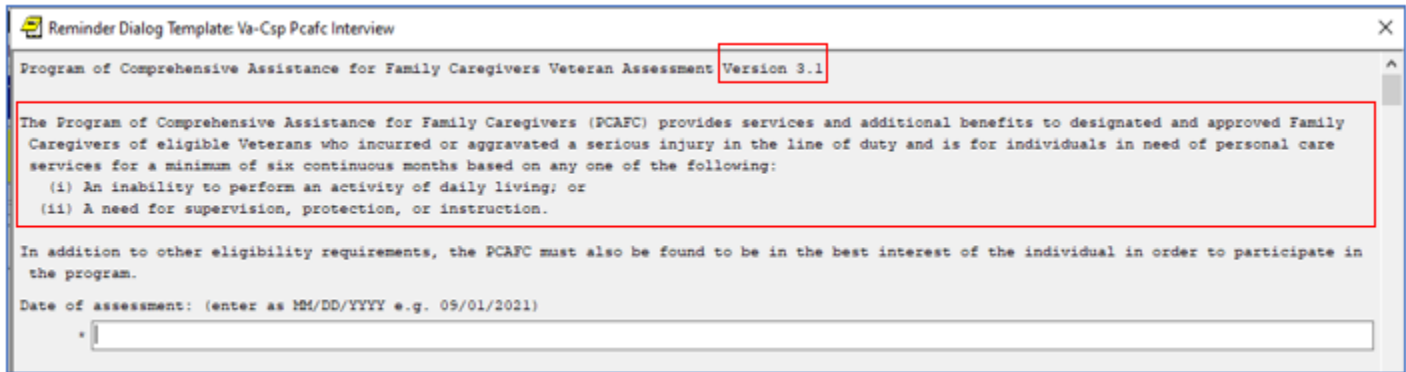 Reminder Dialog Template: Va-Csp Pcafc Interview
Program of Comprehensive Assistance for Family Caregivers Veteran Assessment Version 3.1
The Program of Comprehensive Assistance for Family Caregivers (PCAFC) provides services and additional benefits to designated and approved Family
Caregivers of eligible Veterans who incurred or aggravated a serious injury in the line of duty and is for individuals in need of personal care
services for a minimum of six continuous months based on any one of the following:
(i) An inability to perform an activity of daily living; or
(ii) A need for supervision, protection, or instruction.
In addition to other eligibility requirements, the PCAFC must also be found to be in the best interest of the individual in order to participate in
the program.
Date of assessment: (enter as MM/DD/YYYY e.g. 09/01/2021)
*